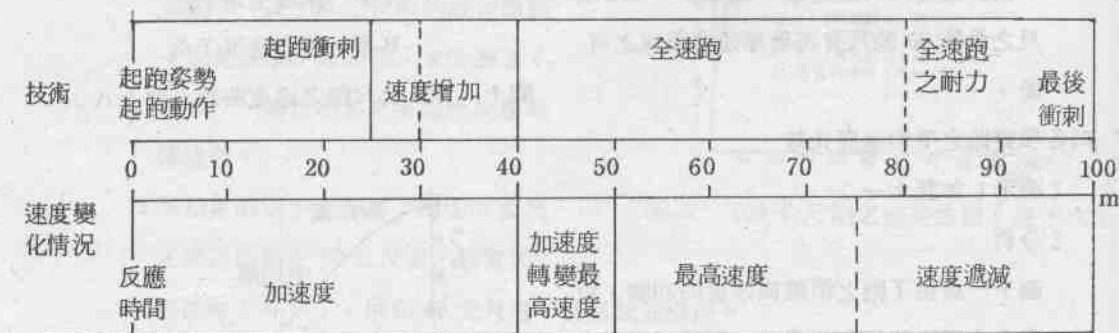 技術
起跑姿勢
起跑動作
起跑衝刺
速度增加
全速跑
全速跑
之耐力
最後
衝刺
0 10 20 30 40 50 60 70 80 90 100
m
速度變
化情況
反應
時間
加速度
加速度
轉變最
高速度
最高速度
速度遞減